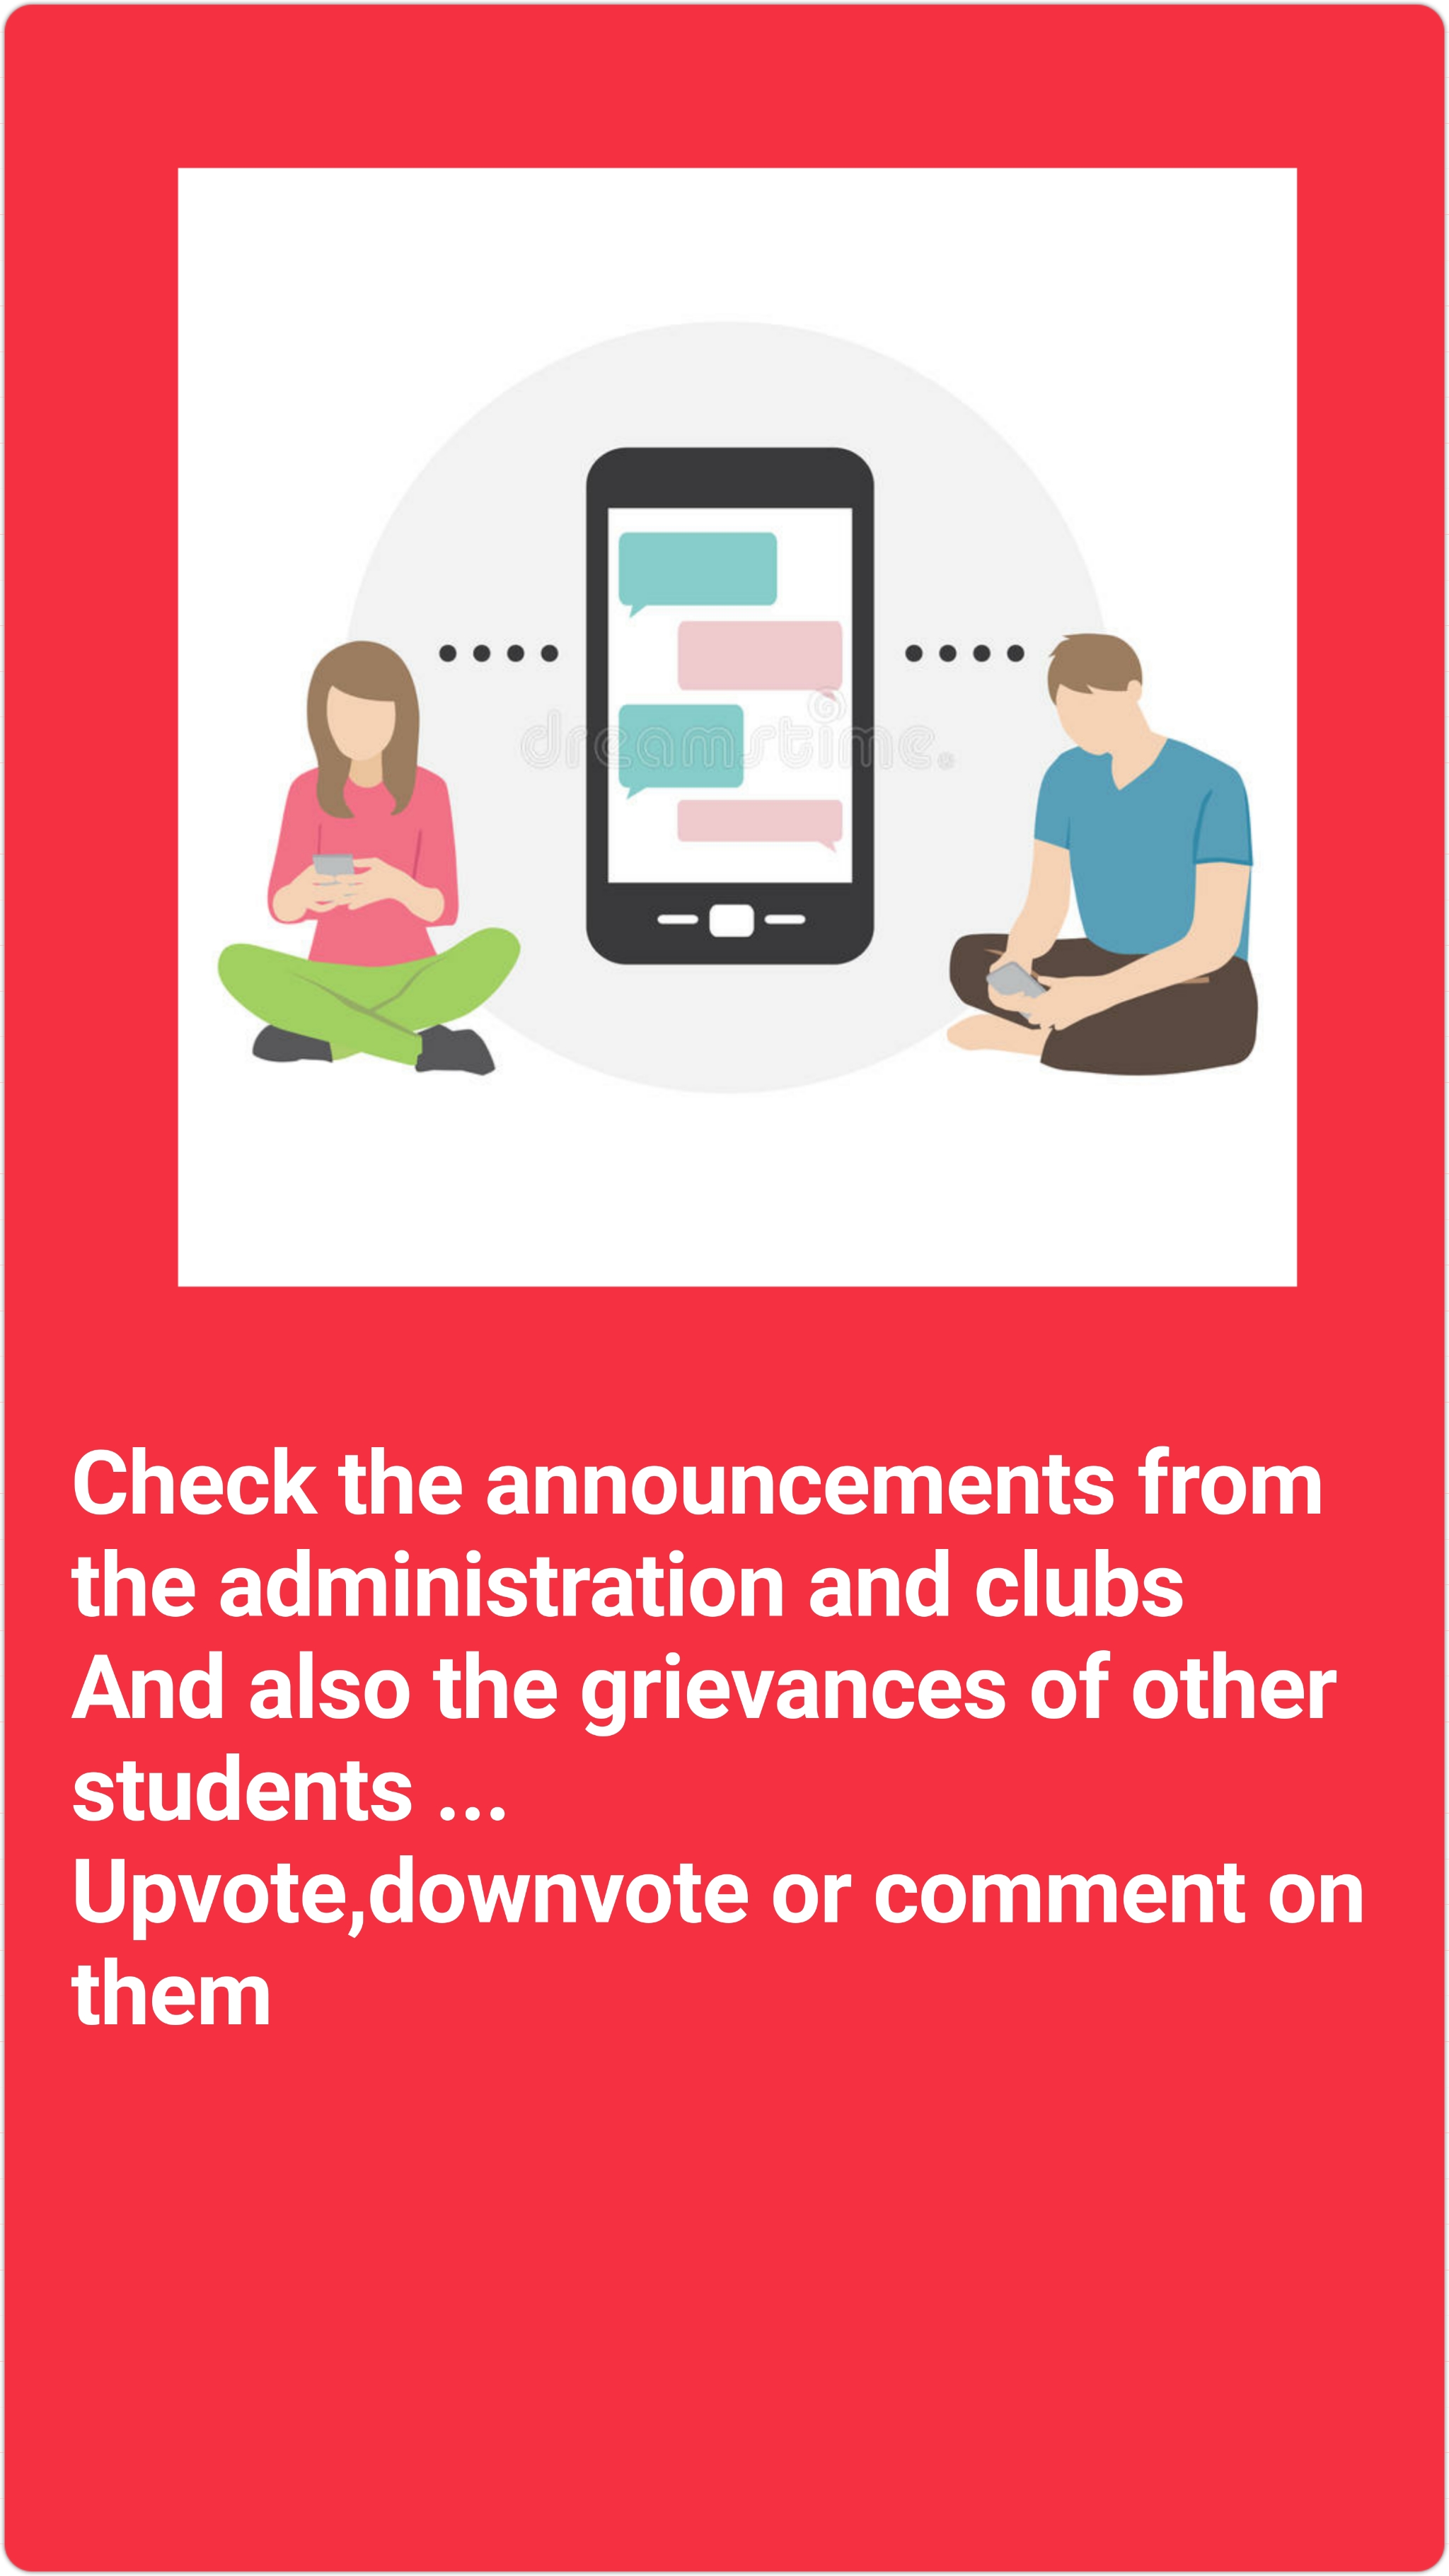 dreamstime.
Check the announcements from
the administration and clubs
And also the grievances of other
students ...
Upvote,downvote or comment on
them